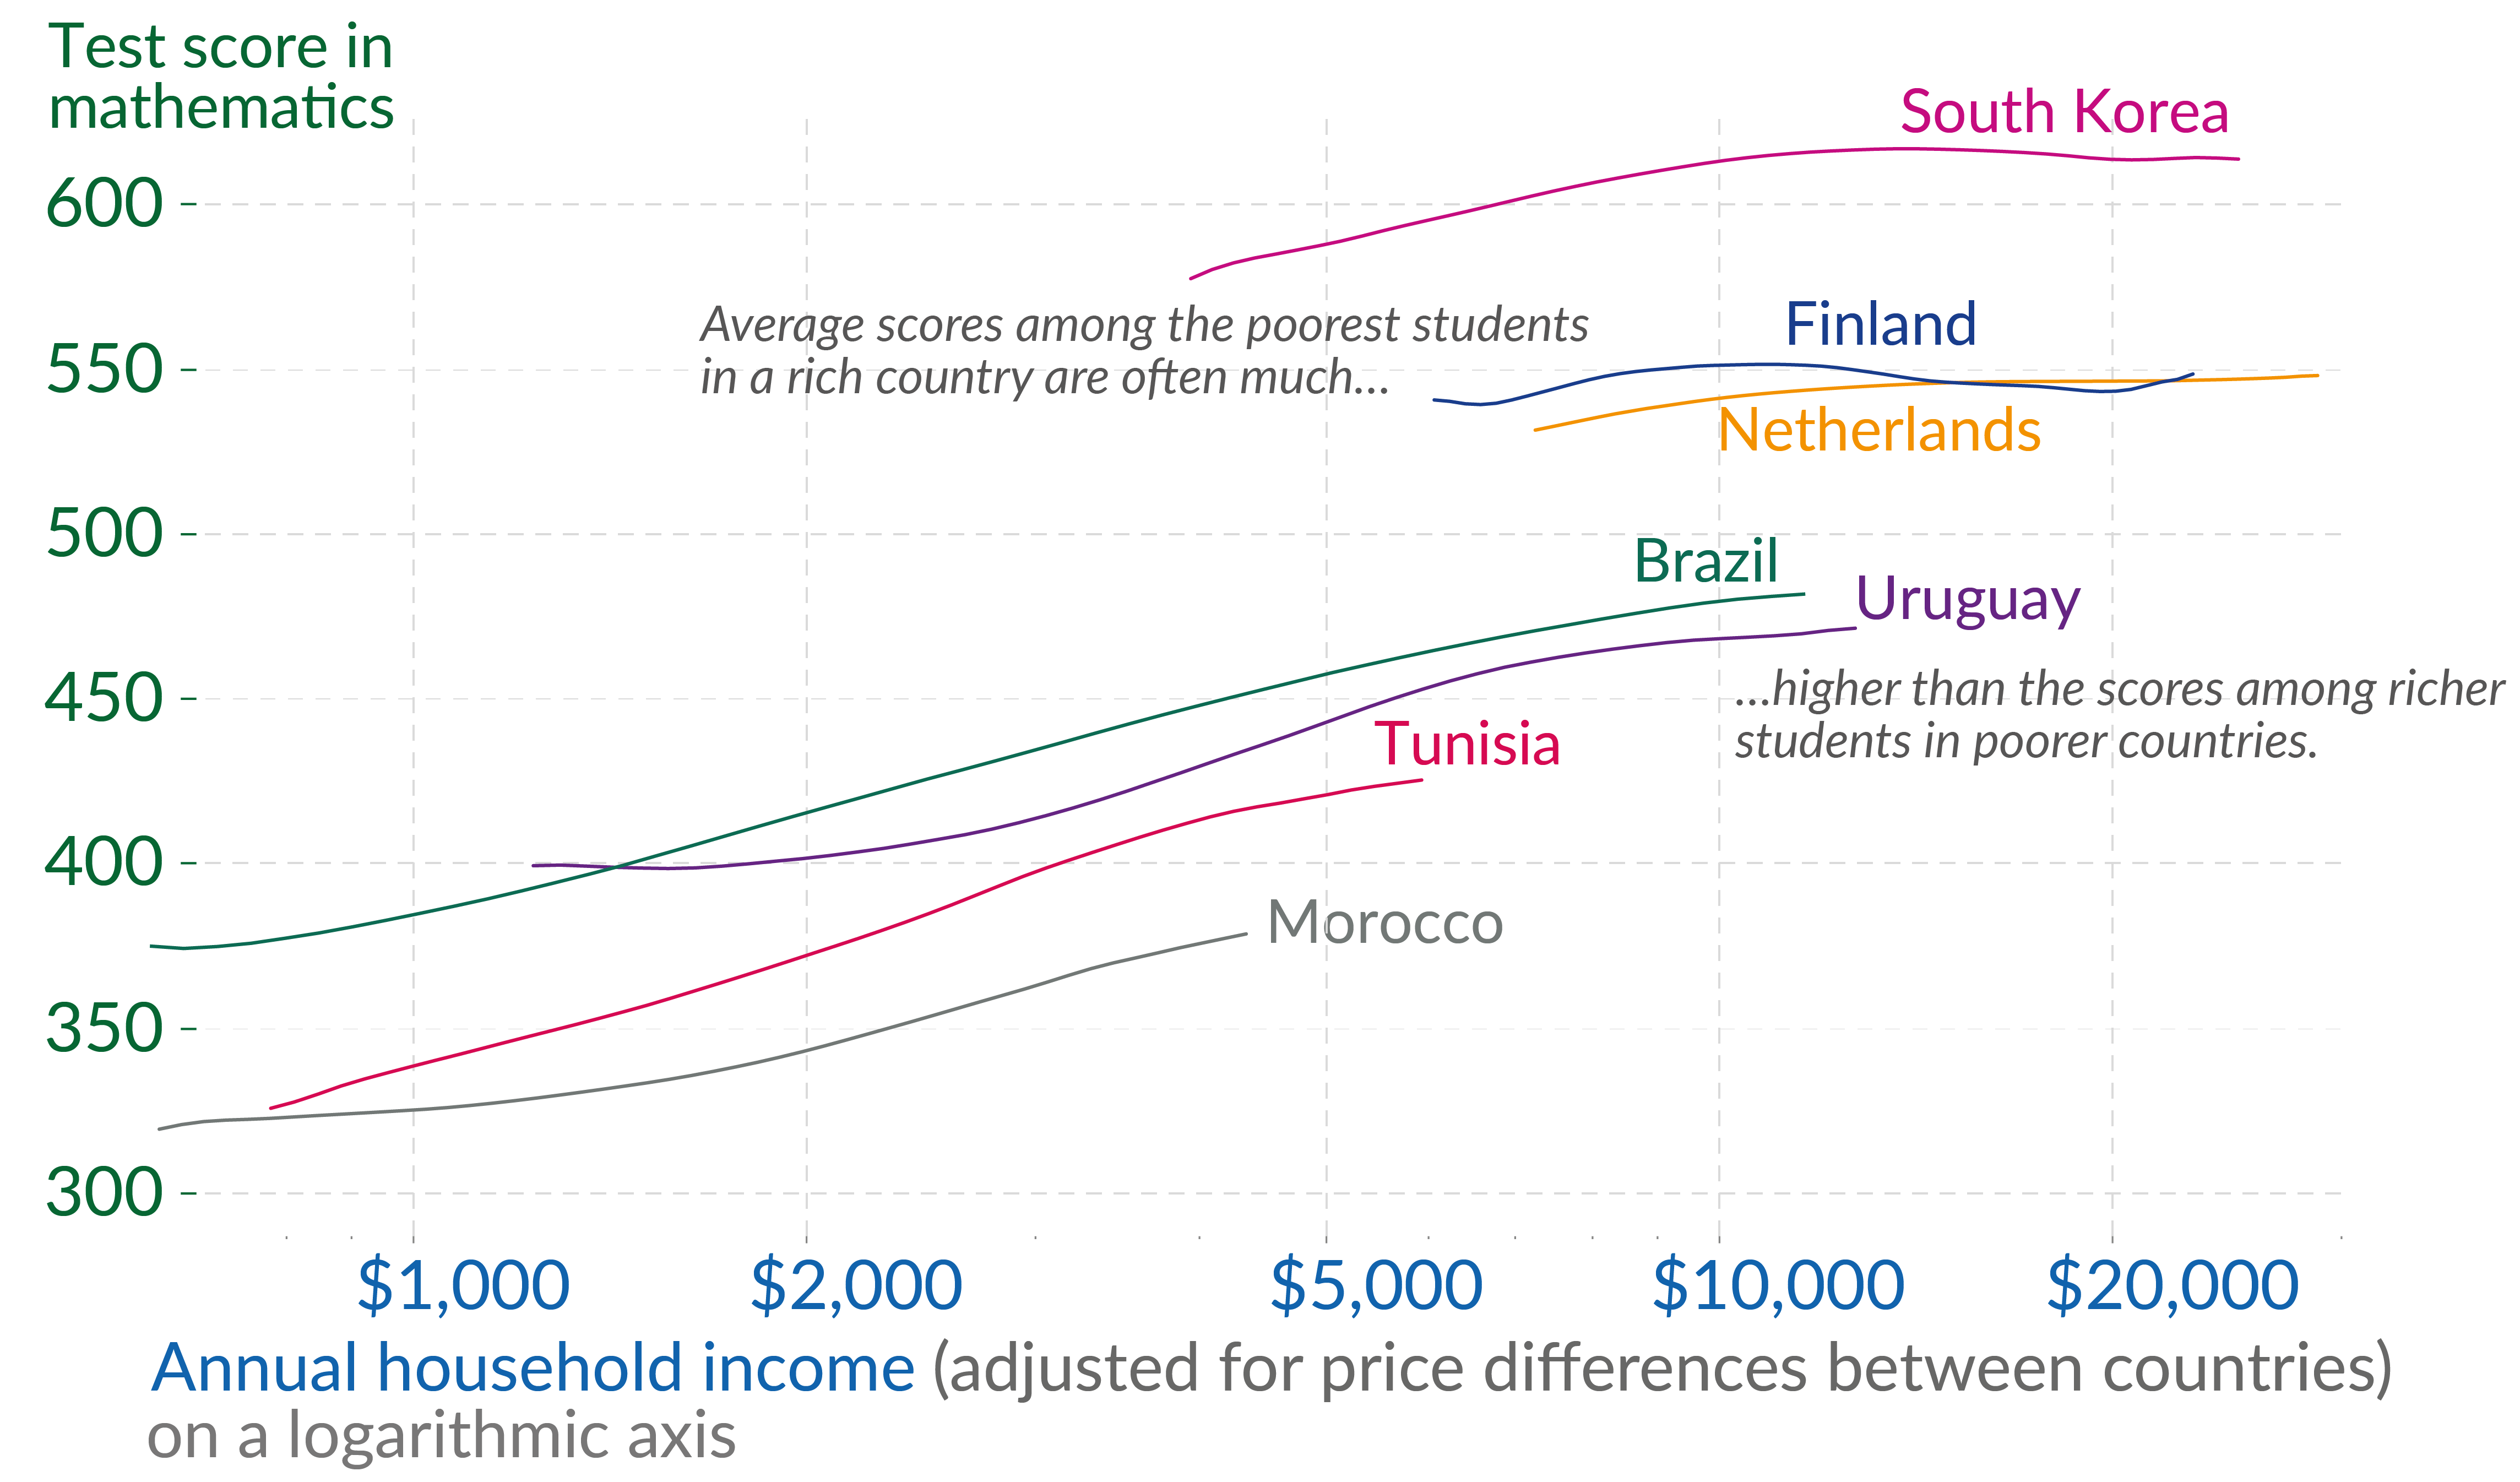 Test score in
mathematics
South Korea
600
Finland
Average scores among the poorest students
in a rich country are often much...
550
Netherlands
500
Brazil
Uruguay
450
...higher than the scores among richer
students in poorer countries.
Tunisia
400
Morocco
350
300
$1,000
$2,000
$5,000
$10,000
$20,000
Annual household income (adjusted for price differences between countries)
on a logarithmic axis